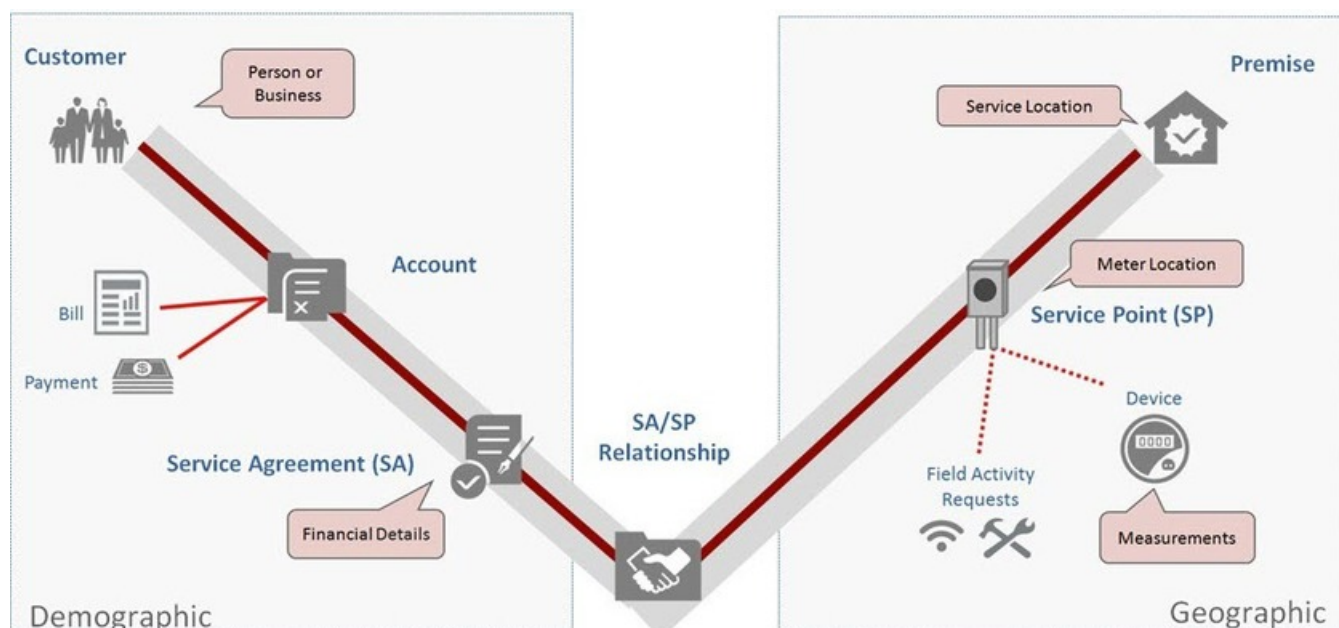 Customer
Person or
Business
Account
Bill
Payment
Service Agreement (SA)
Financial Details
Demographic
SA/SP
Relationship
Premise
Service Location
Meter Location
Service Point (SP)
Device
0000
Field Activity
Requests
Measurements
Geographic